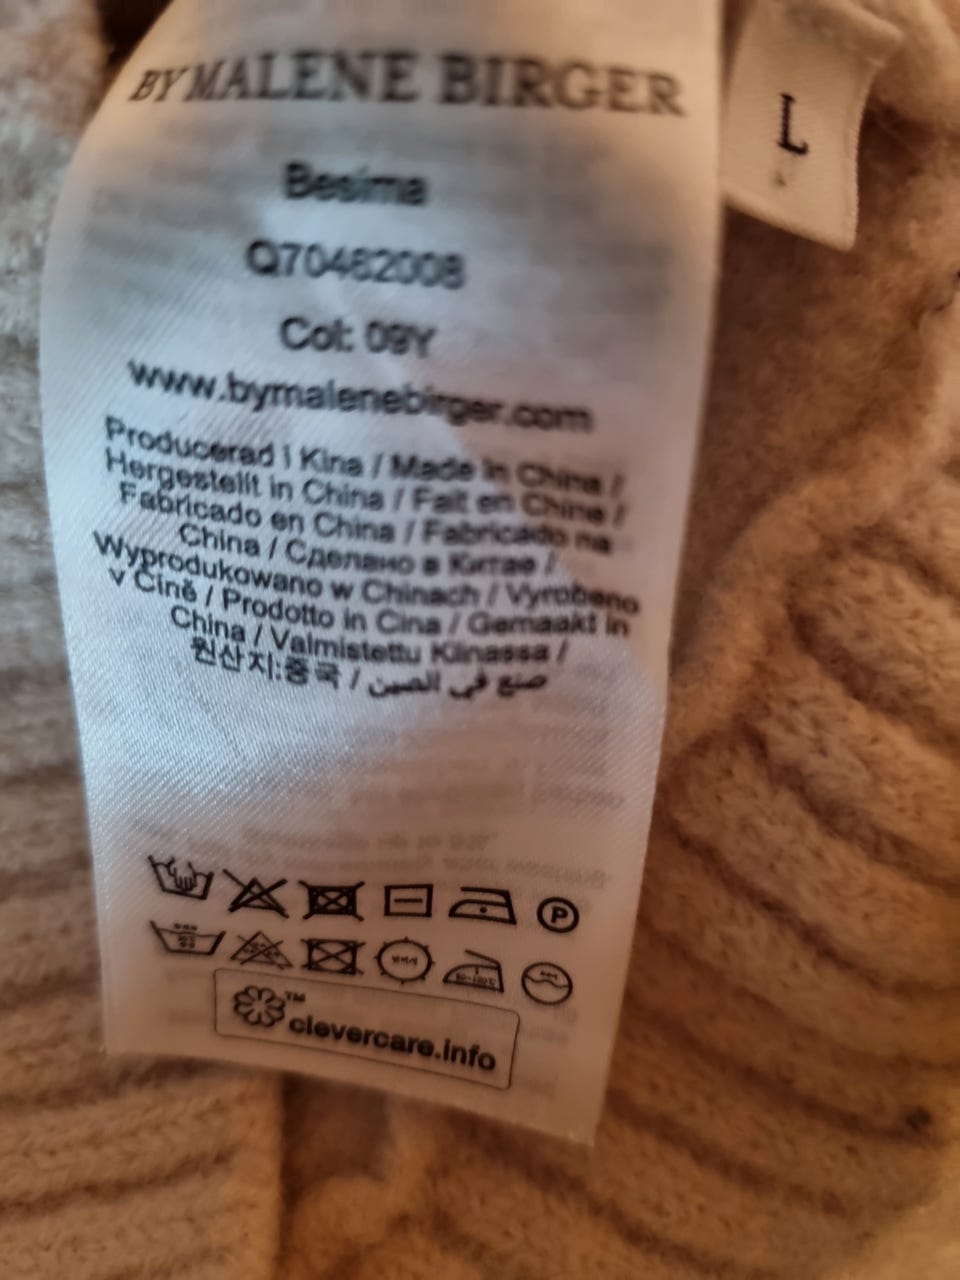 BY MALENE BIRGER
L
Besima
Q70462008
Col: 09Y
www.bymalenebirger.com
Producerad i Kina / Made in China /
Hergestellt in China / Fait en Chine /
Fabricado en China / Fabricado na
China / Сделано в Китае /
Wyprodukowano w Chinach / Vyrobeno
v Číně / Prodotto in Cina / Gemaakt in
China / Valmistettu Kiinassa /
원산지:중국 / صنع في الصين
P
™
clevercare.info